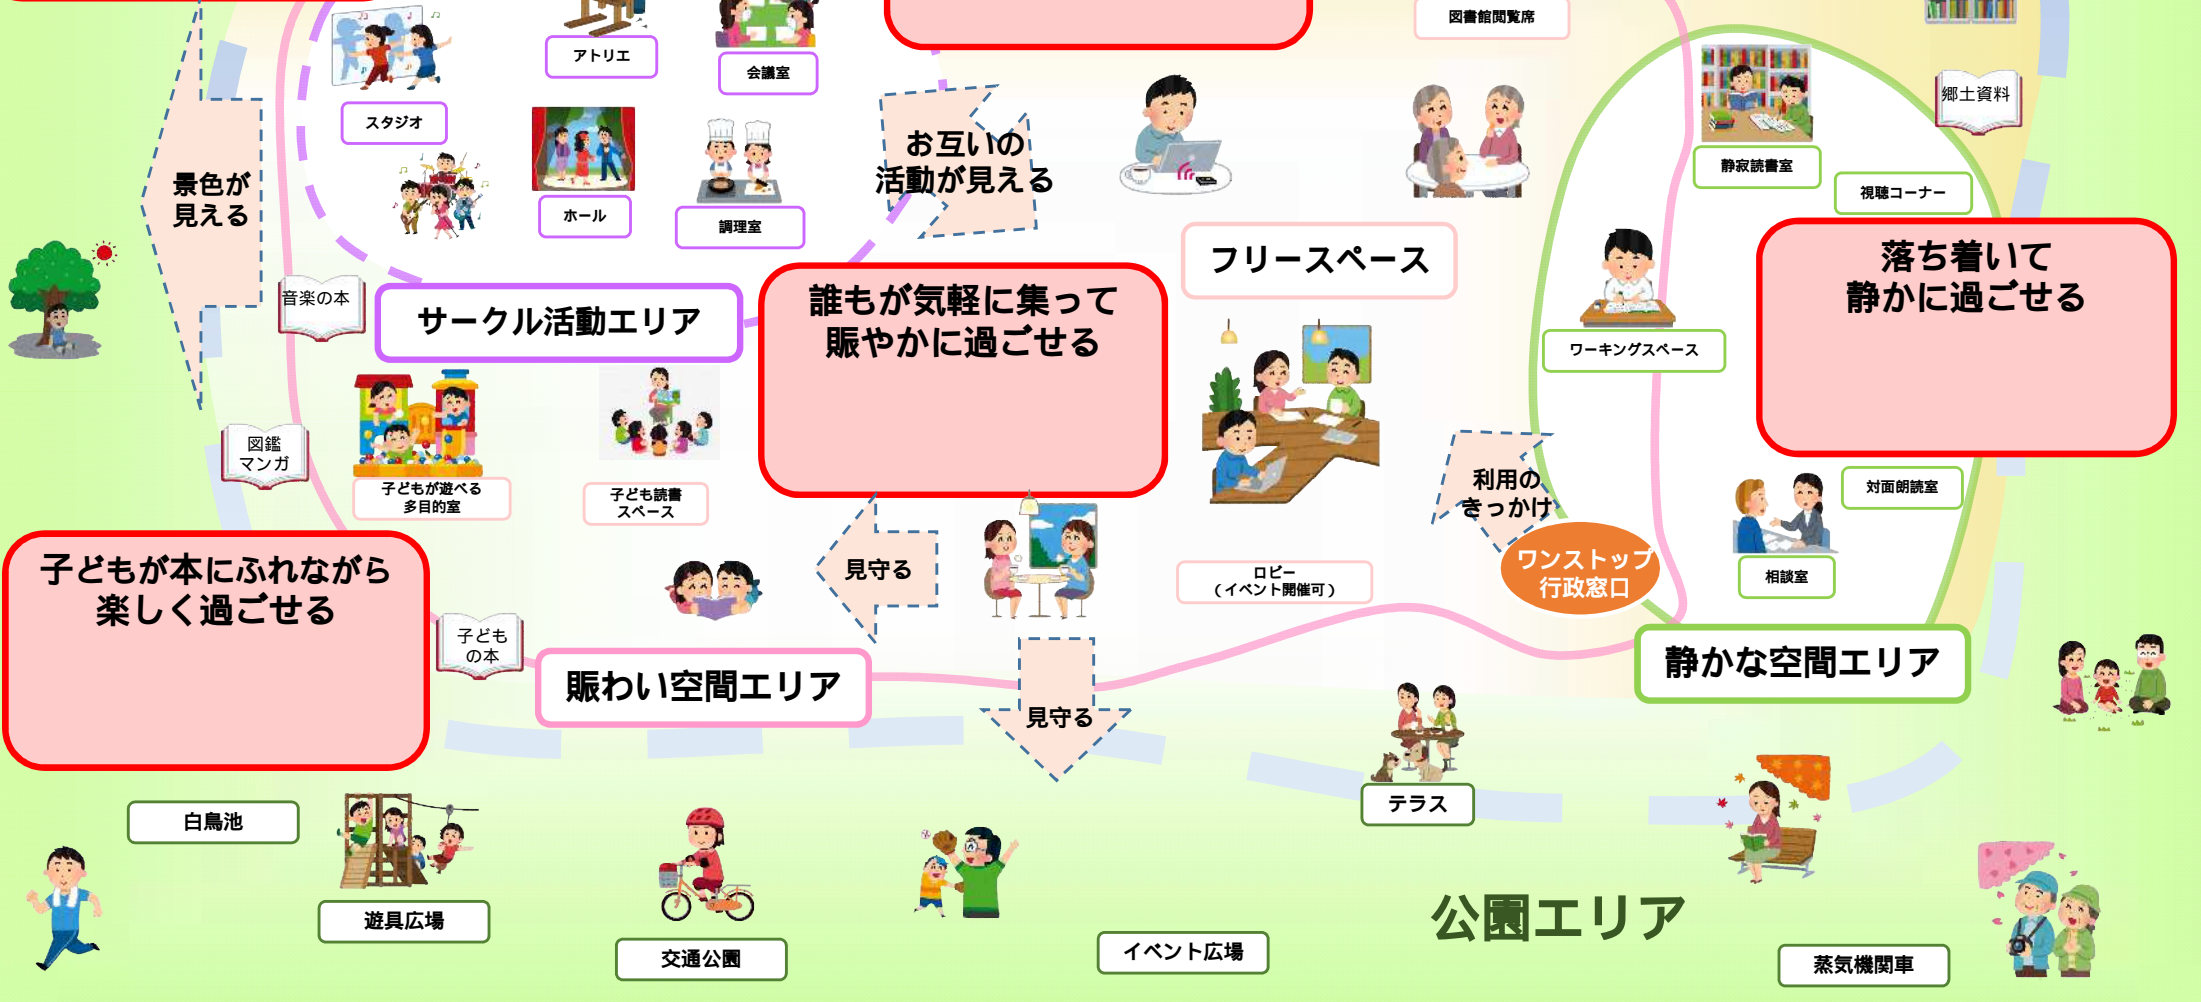 図書館閲覧席
アトリエ
会議室
郷土資料
スタジオ
お互いの
活動が見える
静寂読書室
景色が
見える
視聴コーナー
ホール
調理室
フリースペース
落ち着いて
静かに過ごせる
音楽の本
サークル活動エリア
誰もが気軽に集って
賑やかに過ごせる
ワーキングスペース
図鑑
マンガ
子どもが遊べる
多目的室
子ども読書
スペース
利用の
きっかけ
対面朗読室
子どもが本にふれながら
楽しく過ごせる
見守る
ロビー
（イベント開催可）
ワンストップ
行政窓口
相談室
子ども
の本
賑わい空間エリア
静かな空間エリア
見守る
テラス
白鳥池
遊具広場
公園エリア
交通公園
イベント広場
蒸気機関車